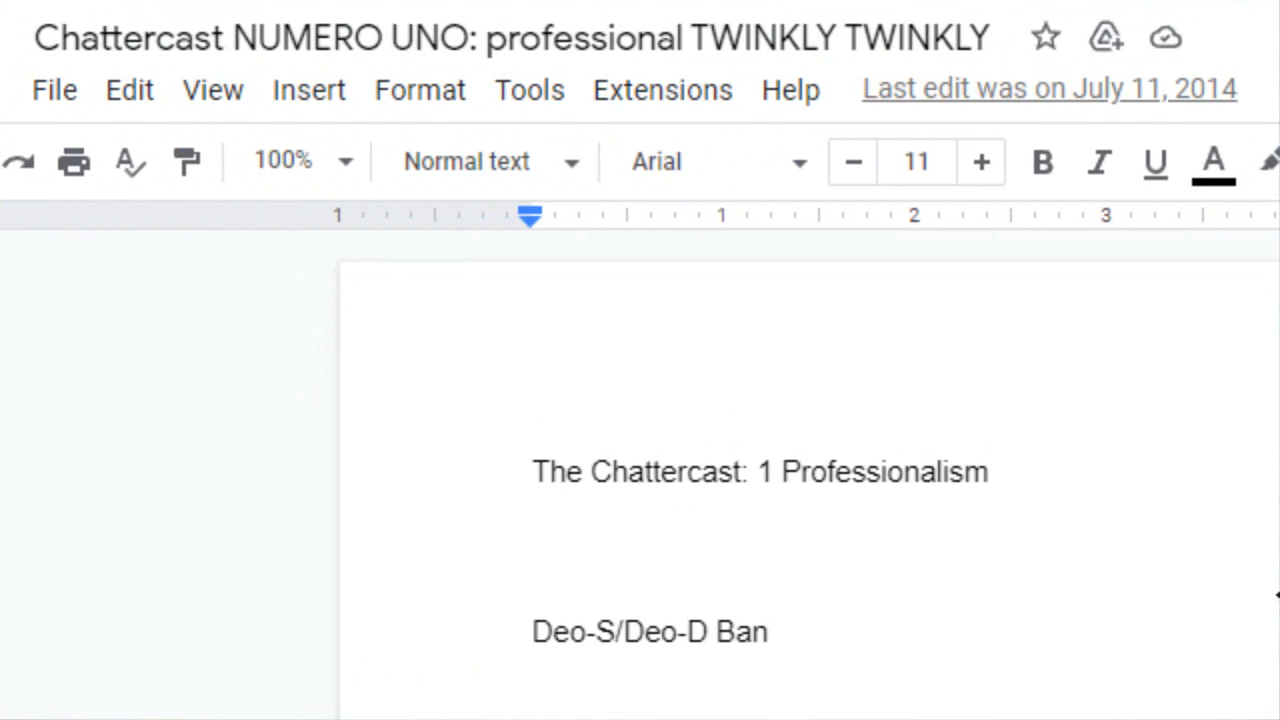 Chattercast NUMERO UNO: professional TWINKLY TWINKLY
File Edit View Insert Format Tools Extensions Help Last edit was on July 11, 2014
100% Normal text Arial 11 B I U A
1 1 2 3
The Chattercast: 1 Professionalism
Deo-S/Deo-D Ban